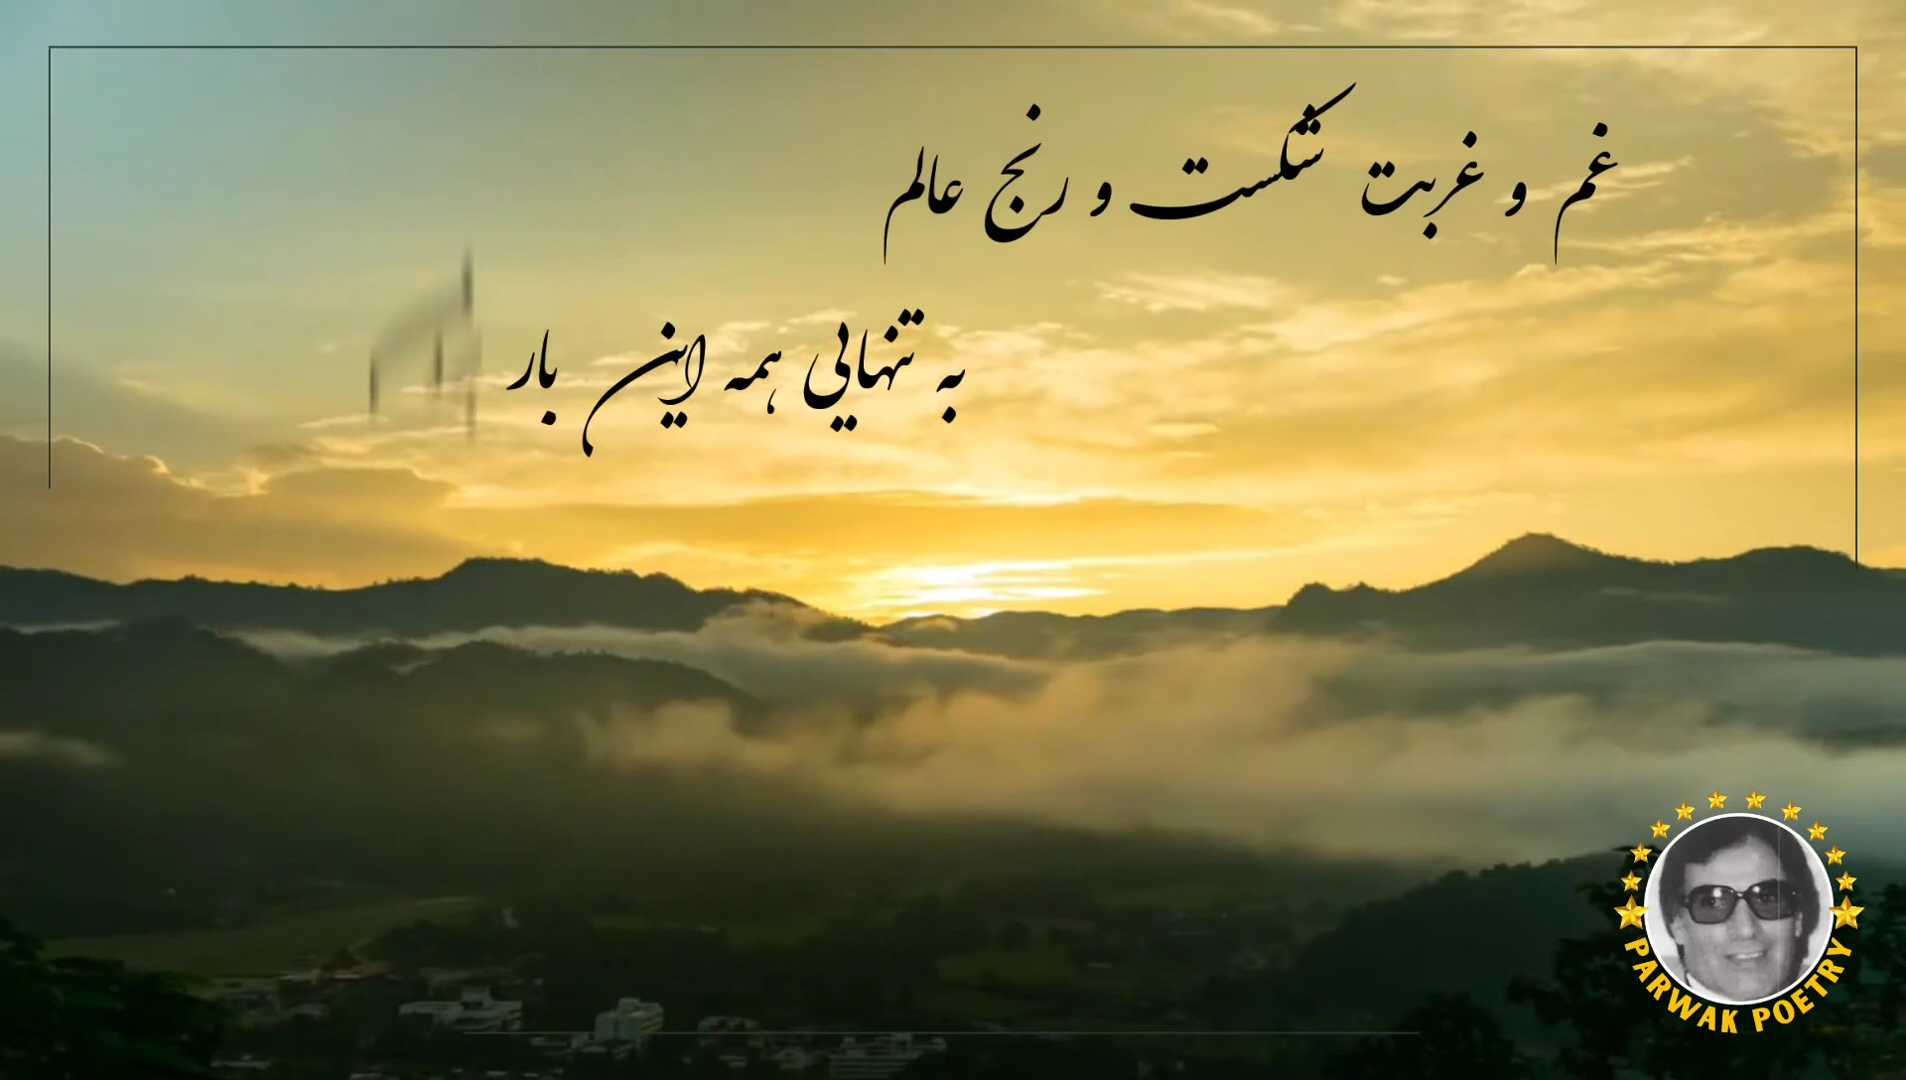 غم و غربت شکست و رنج عالم
به تنهایی همه این بار
PARWAK POETRY